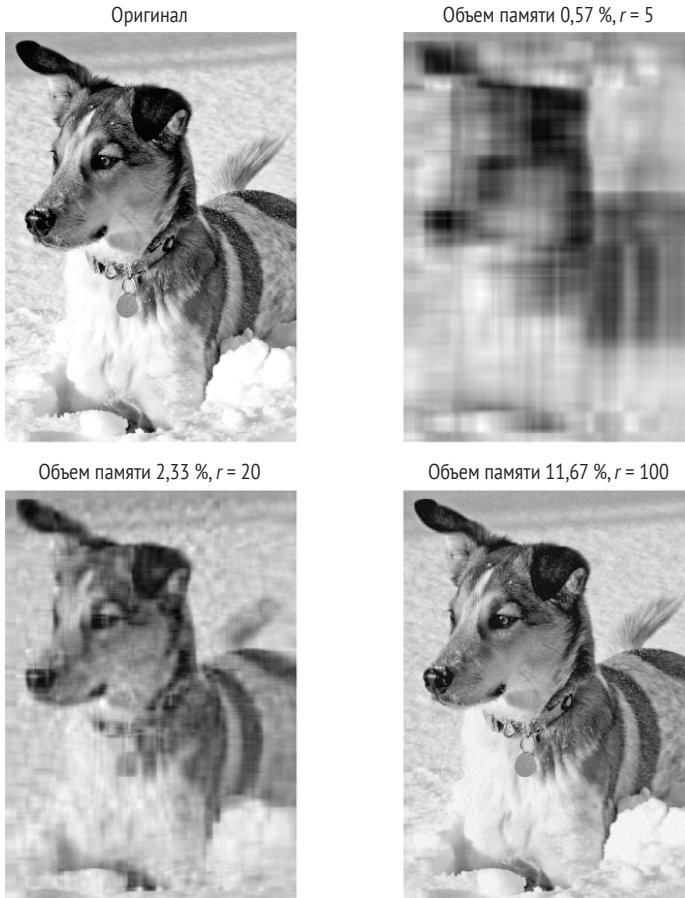 Оригинал
Объем памяти 0,57 %, r = 5
Объем памяти 2,33 %, r = 20
Объем памяти 11,67 %, r = 100